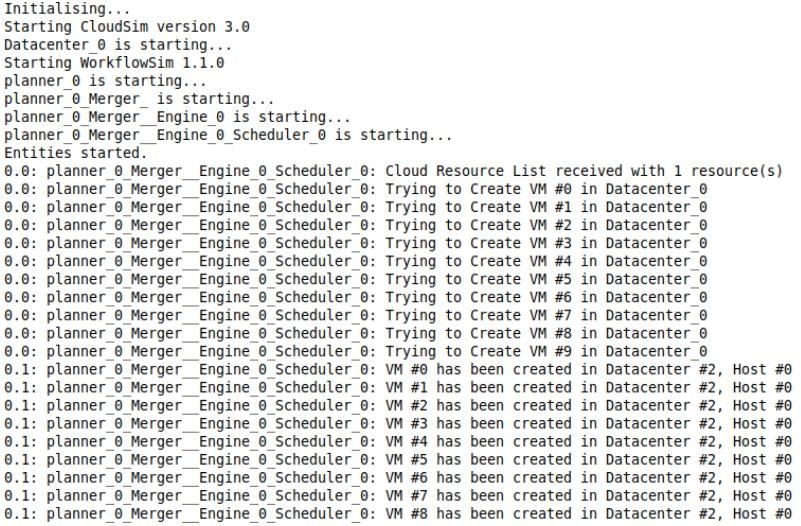 Initialising...
Starting CloudSim version 3.0
Datacenter_0 is starting...
Starting WorkflowSim 1.1.0
planner_0 is starting...
planner_0_Merger_ is starting...
planner_0_Merger__Engine_0 is starting...
planner_0_Merger__Engine_0_Scheduler_0 is starting...
Entities started.
0.0: planner_0_Merger__Engine_0_Scheduler_0: Cloud Resource List received with 1 resource(s)
0.0: planner_0_Merger__Engine_0_Scheduler_0: Trying to Create VM #0 in Datacenter_0
0.0: planner_0_Merger__Engine_0_Scheduler_0: Trying to Create VM #1 in Datacenter_0
0.0: planner_0_Merger__Engine_0_Scheduler_0: Trying to Create VM #2 in Datacenter_0
0.0: planner_0_Merger__Engine_0_Scheduler_0: Trying to Create VM #3 in Datacenter_0
0.0: planner_0_Merger__Engine_0_Scheduler_0: Trying to Create VM #4 in Datacenter_0
0.0: planner_0_Merger__Engine_0_Scheduler_0: Trying to Create VM #5 in Datacenter_0
0.0: planner_0_Merger__Engine_0_Scheduler_0: Trying to Create VM #6 in Datacenter_0
0.0: planner_0_Merger__Engine_0_Scheduler_0: Trying to Create VM #7 in Datacenter_0
0.0: planner_0_Merger__Engine_0_Scheduler_0: Trying to Create VM #8 in Datacenter_0
0.0: planner_0_Merger__Engine_0_Scheduler_0: Trying to Create VM #9 in Datacenter_0
0.1: planner_0_Merger__Engine_0_Scheduler_0: VM #0 has been created in Datacenter #2, Host #0
0.1: planner_0_Merger__Engine_0_Scheduler_0: VM #1 has been created in Datacenter #2, Host #0
0.1: planner_0_Merger__Engine_0_Scheduler_0: VM #2 has been created in Datacenter #2, Host #0
0.1: planner_0_Merger__Engine_0_Scheduler_0: VM #3 has been created in Datacenter #2, Host #0
0.1: planner_0_Merger__Engine_0_Scheduler_0: VM #4 has been created in Datacenter #2, Host #0
0.1: planner_0_Merger__Engine_0_Scheduler_0: VM #5 has been created in Datacenter #2, Host #0
0.1: planner_0_Merger__Engine_0_Scheduler_0: VM #6 has been created in Datacenter #2, Host #0
0.1: planner_0_Merger__Engine_0_Scheduler_0: VM #7 has been created in Datacenter #2, Host #0
0.1: planner_0_Merger__Engine_0_Scheduler_0: VM #8 has been created in Datacenter #2, Host #0